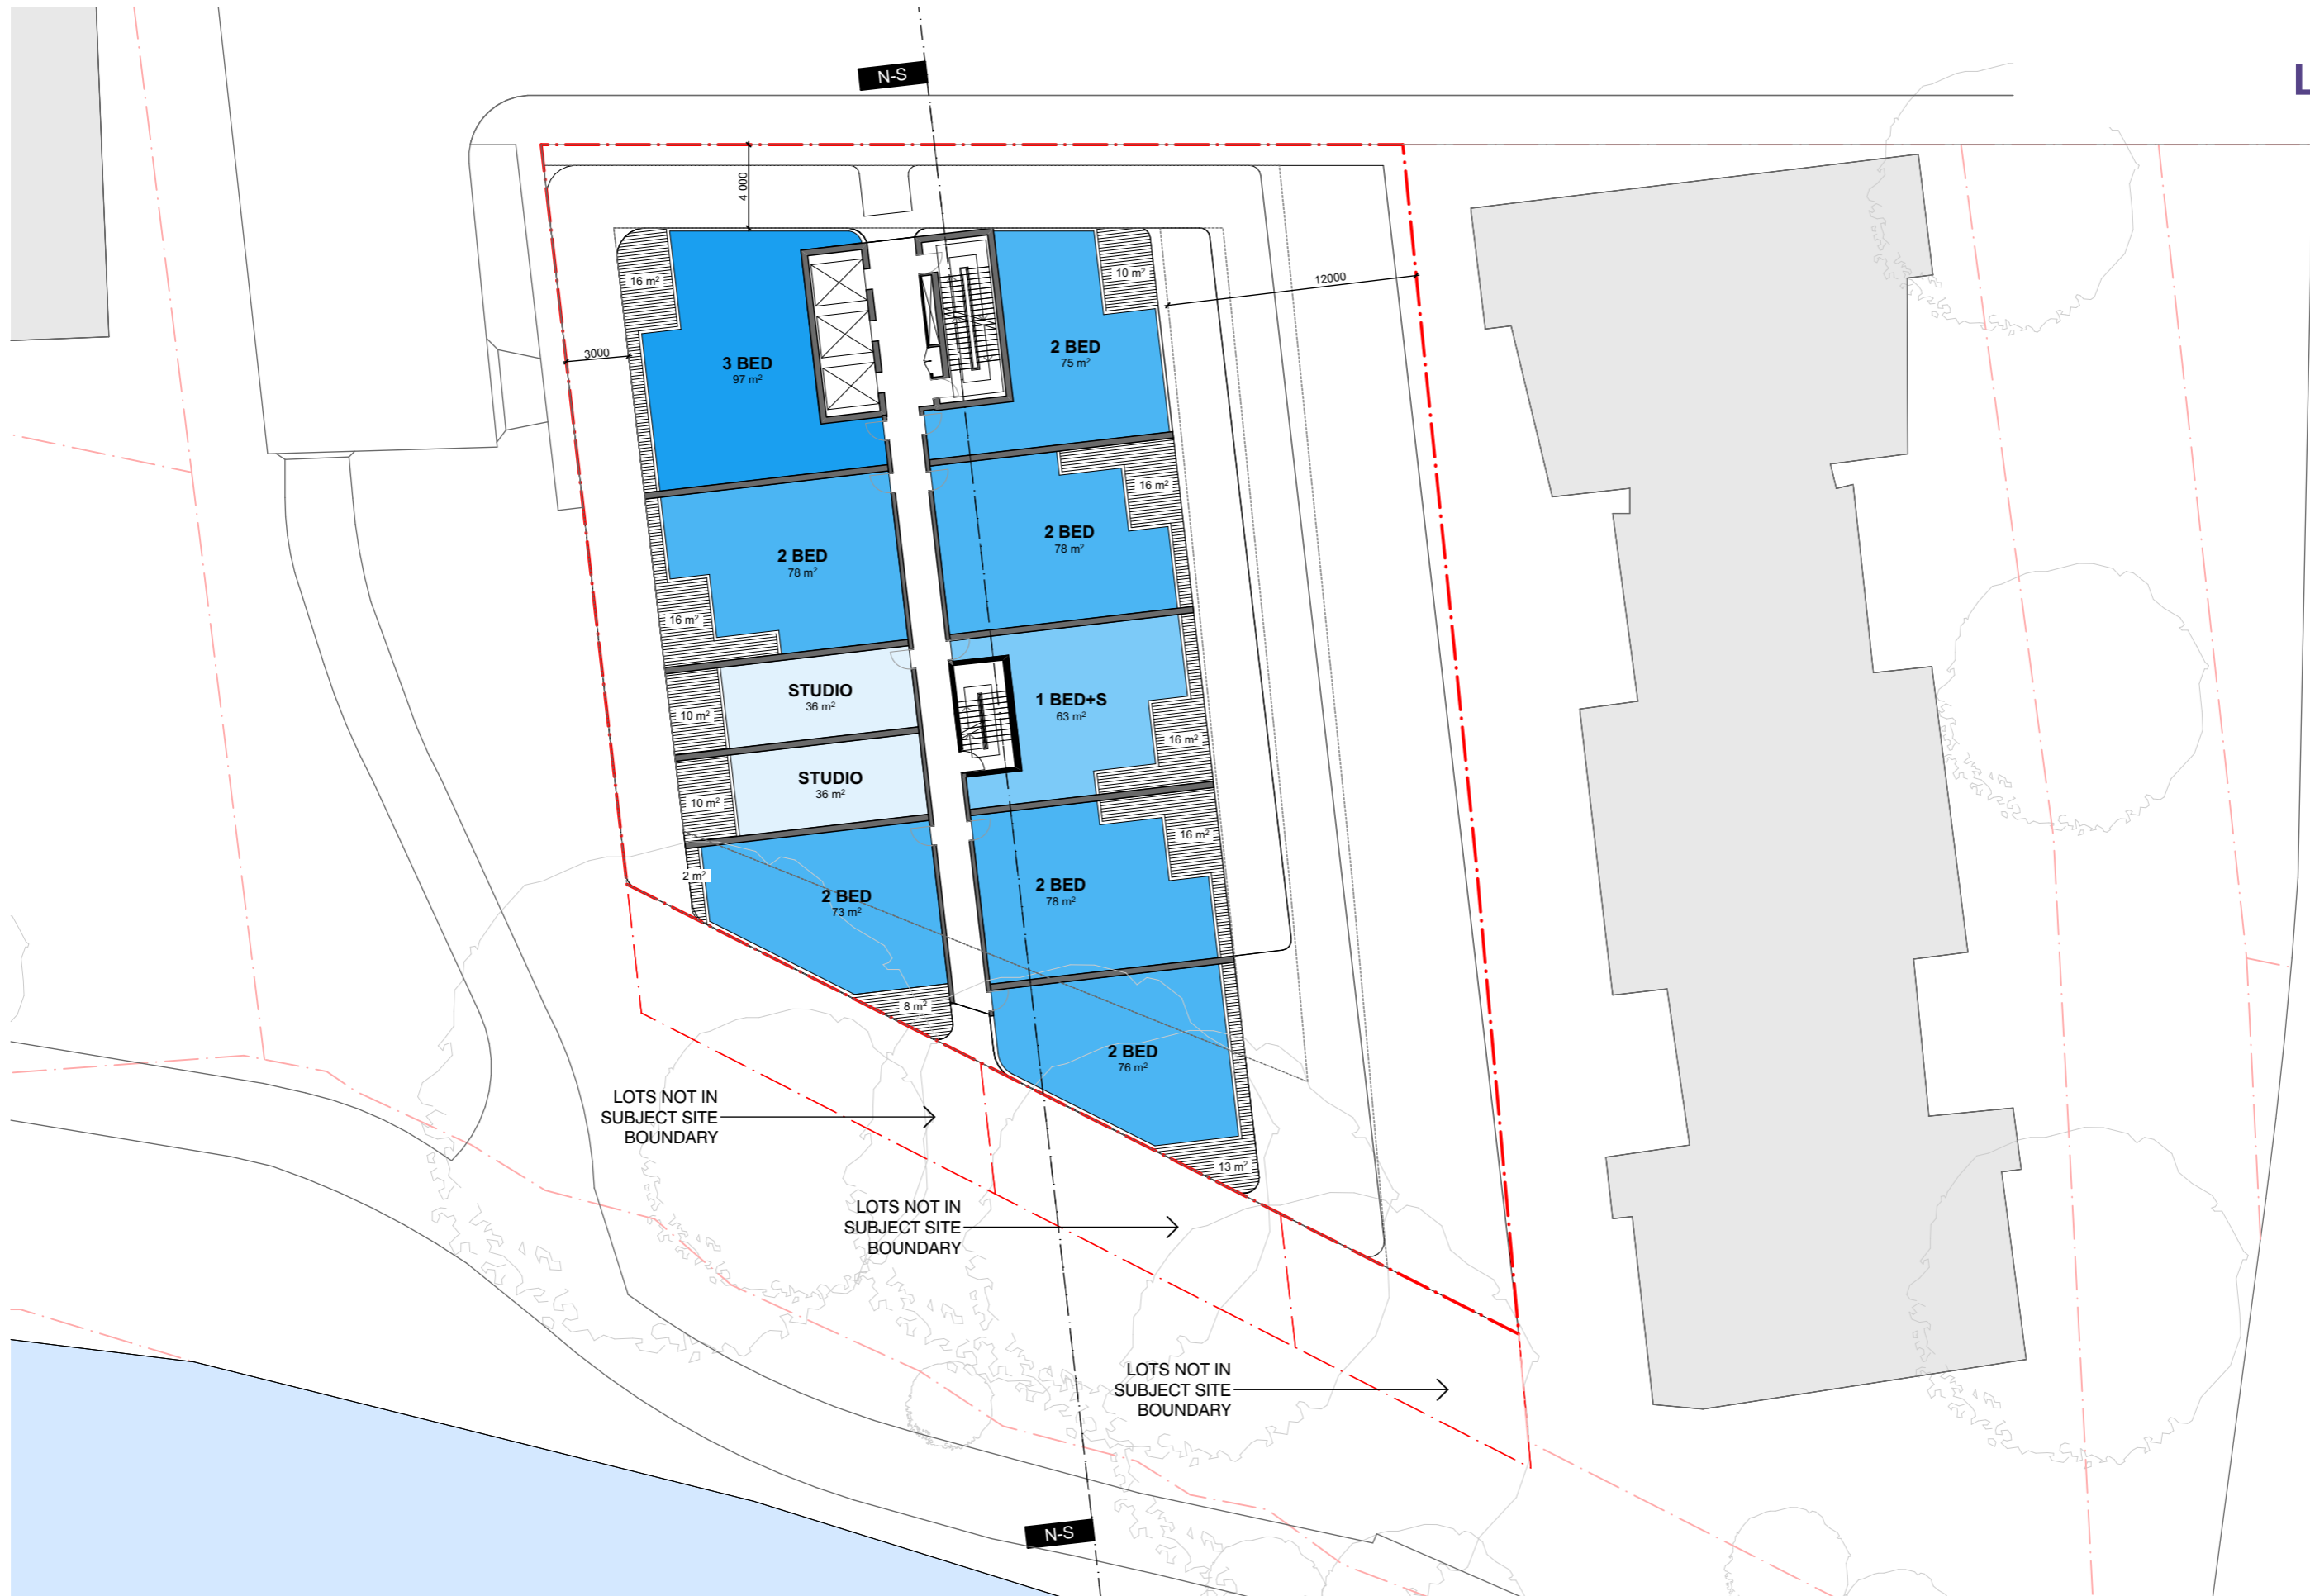 L
N-S
4 000
16 m²
10 m²
12000
3000
3 BED
97 m²
2 BED
75 m²
16 m²
2 BED
78 m²
2 BED
78 m²
16 m²
STUDIO
36 m²
10 m²
1 BED+S
63 m²
16 m²
STUDIO
36 m²
10 m²
16 m²
2 m²
2 BED
73 m²
2 BED
78 m²
8 m²
2 BED
76 m²
LOTS NOT IN
SUBJECT SITE
BOUNDARY
13 m²
LOTS NOT IN
SUBJECT SITE
BOUNDARY
LOTS NOT IN
SUBJECT SITE
BOUNDARY
N-S